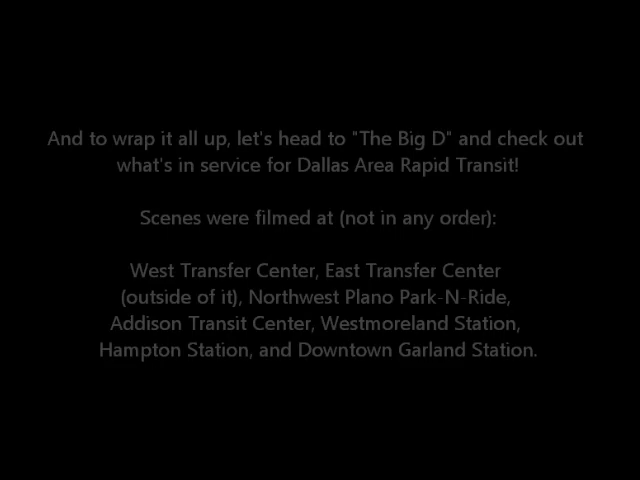 And to wrap it all up, let's head to "The Big D" and check out
what's in service for Dallas Area Rapid Transit!
Scenes were filmed at (not in any order):
West Transfer Center, East Transfer Center
(outside of it), Northwest Plano Park-N-Ride,
Addison Transit Center, Westmoreland Station,
Hampton Station, and Downtown Garland Station.